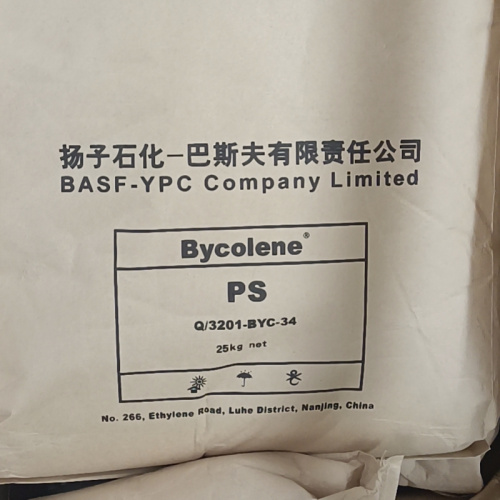 扬子石化-巴斯夫有限责任公司
BASF-YPC Company Limited
Bycolene®
PS
Q/3201-BYC-34
25kg net
No. 266, Ethylene Road, Luhe District, Nanjing, China